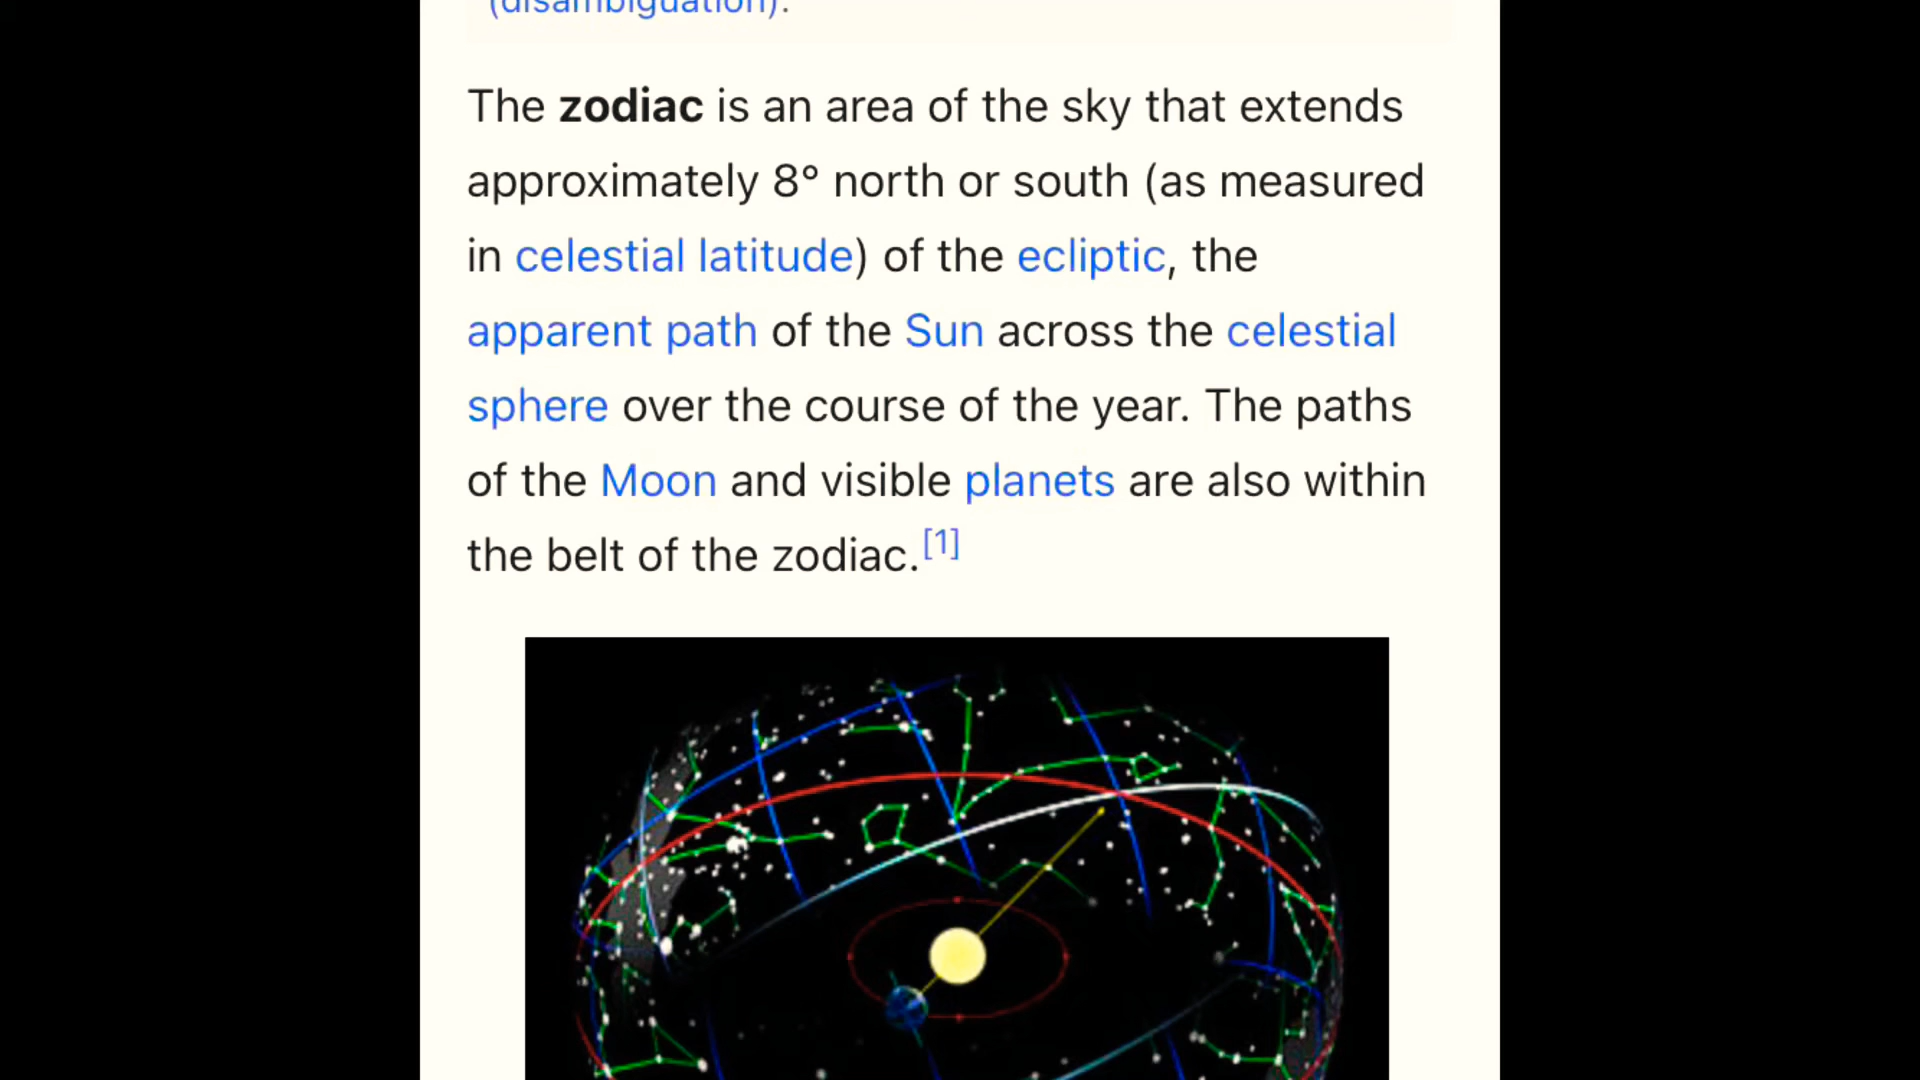 (disambiguation).
The zodiac is an area of the sky that extends
approximately 8° north or south (as measured
in celestial latitude) of the ecliptic, the
apparent path of the Sun across the celestial
sphere over the course of the year. The paths
of the Moon and visible planets are also within
the belt of the zodiac.[1]